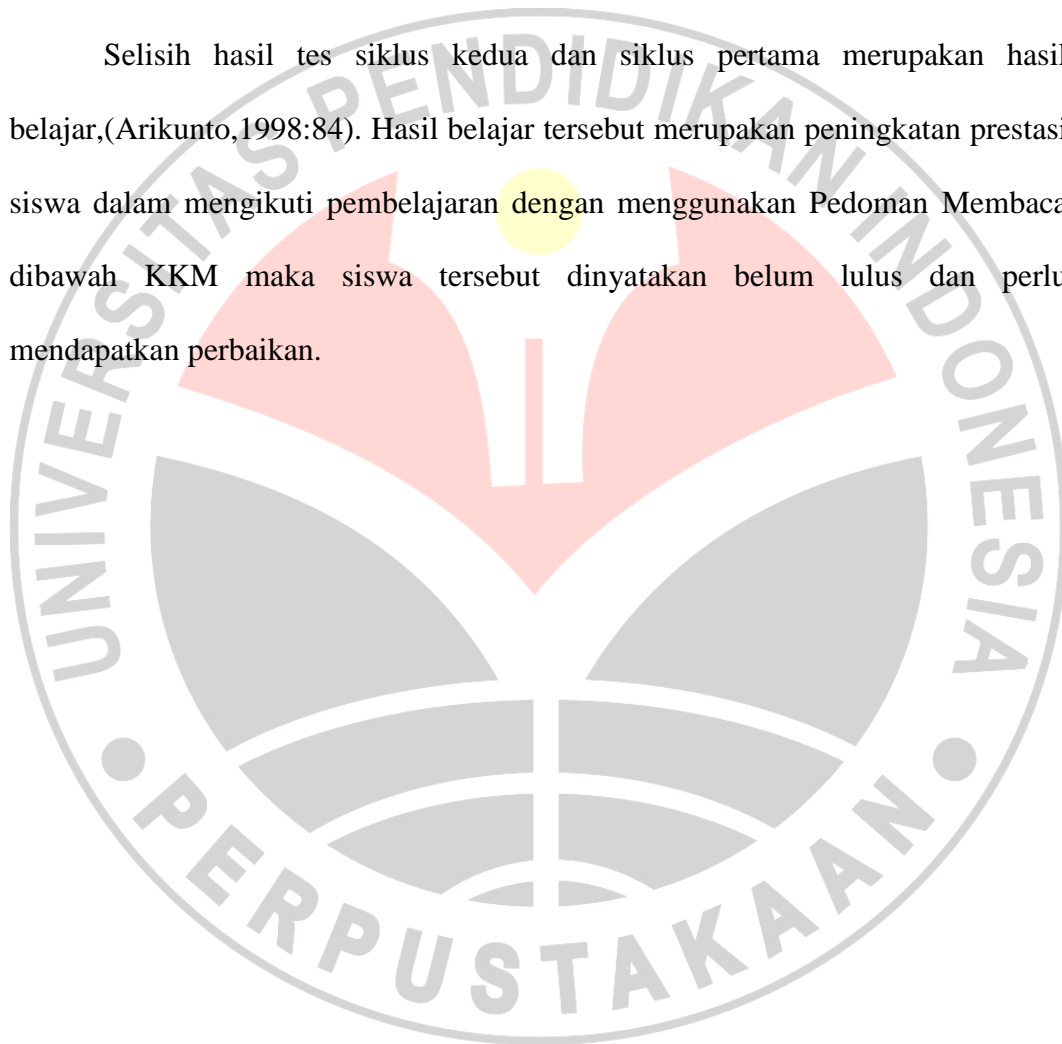 Selisih hasil tes siklus kedua dan siklus pertama merupakan hasil
belajar,(Arikunto,1998:84). Hasil belajar tersebut merupakan peningkatan prestasi
siswa dalam mengikuti pembelajaran dengan menggunakan Pedoman Membaca
dibawah KKM maka siswa tersebut dinyatakan belum lulus dan perlu
mendapatkan perbaikan.
UNIVERSITAS PENDIDIKAN INDONESIA
PERPUSTAKAAN